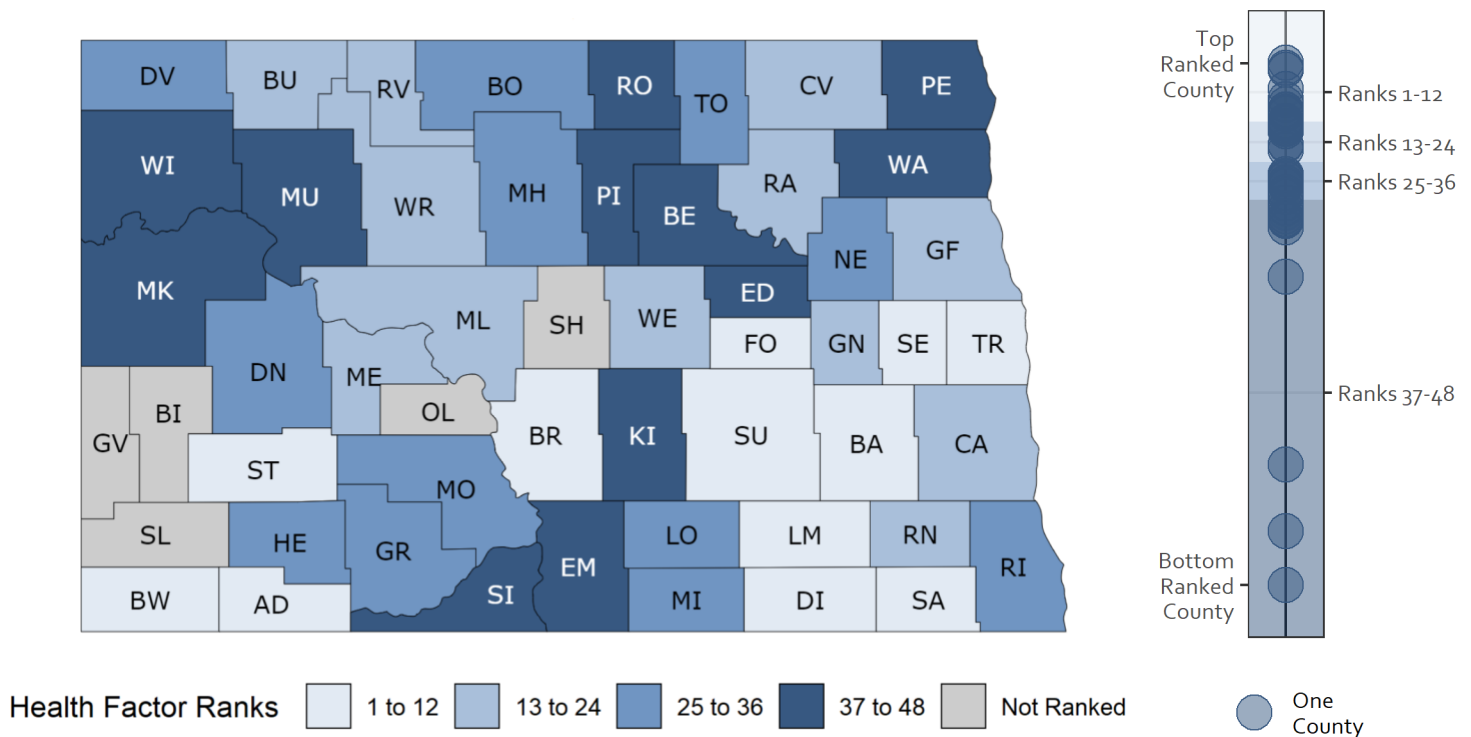 DV
BU
RV
BO
RO
TO
CV
PE
WI
MU
WR
MH
PI
BE
RA
WA
MK
NE
GF
ML
SH
WE
ED
FO
GN
SE
TR
DN
ME
OL
GV
BI
BR
KI
SU
BA
CA
ST
MO
SL
HE
GR
EM
LO
LM
RN
RI
BW
AD
SI
MI
DI
SA
Top
Ranked
County
Ranks 1-12
Ranks 13-24
Ranks 25-36
Ranks 37-48
Bottom
Ranked
County
Health Factor Ranks
1 to 12
13 to 24
25 to 36
37 to 48
Not Ranked
One
County